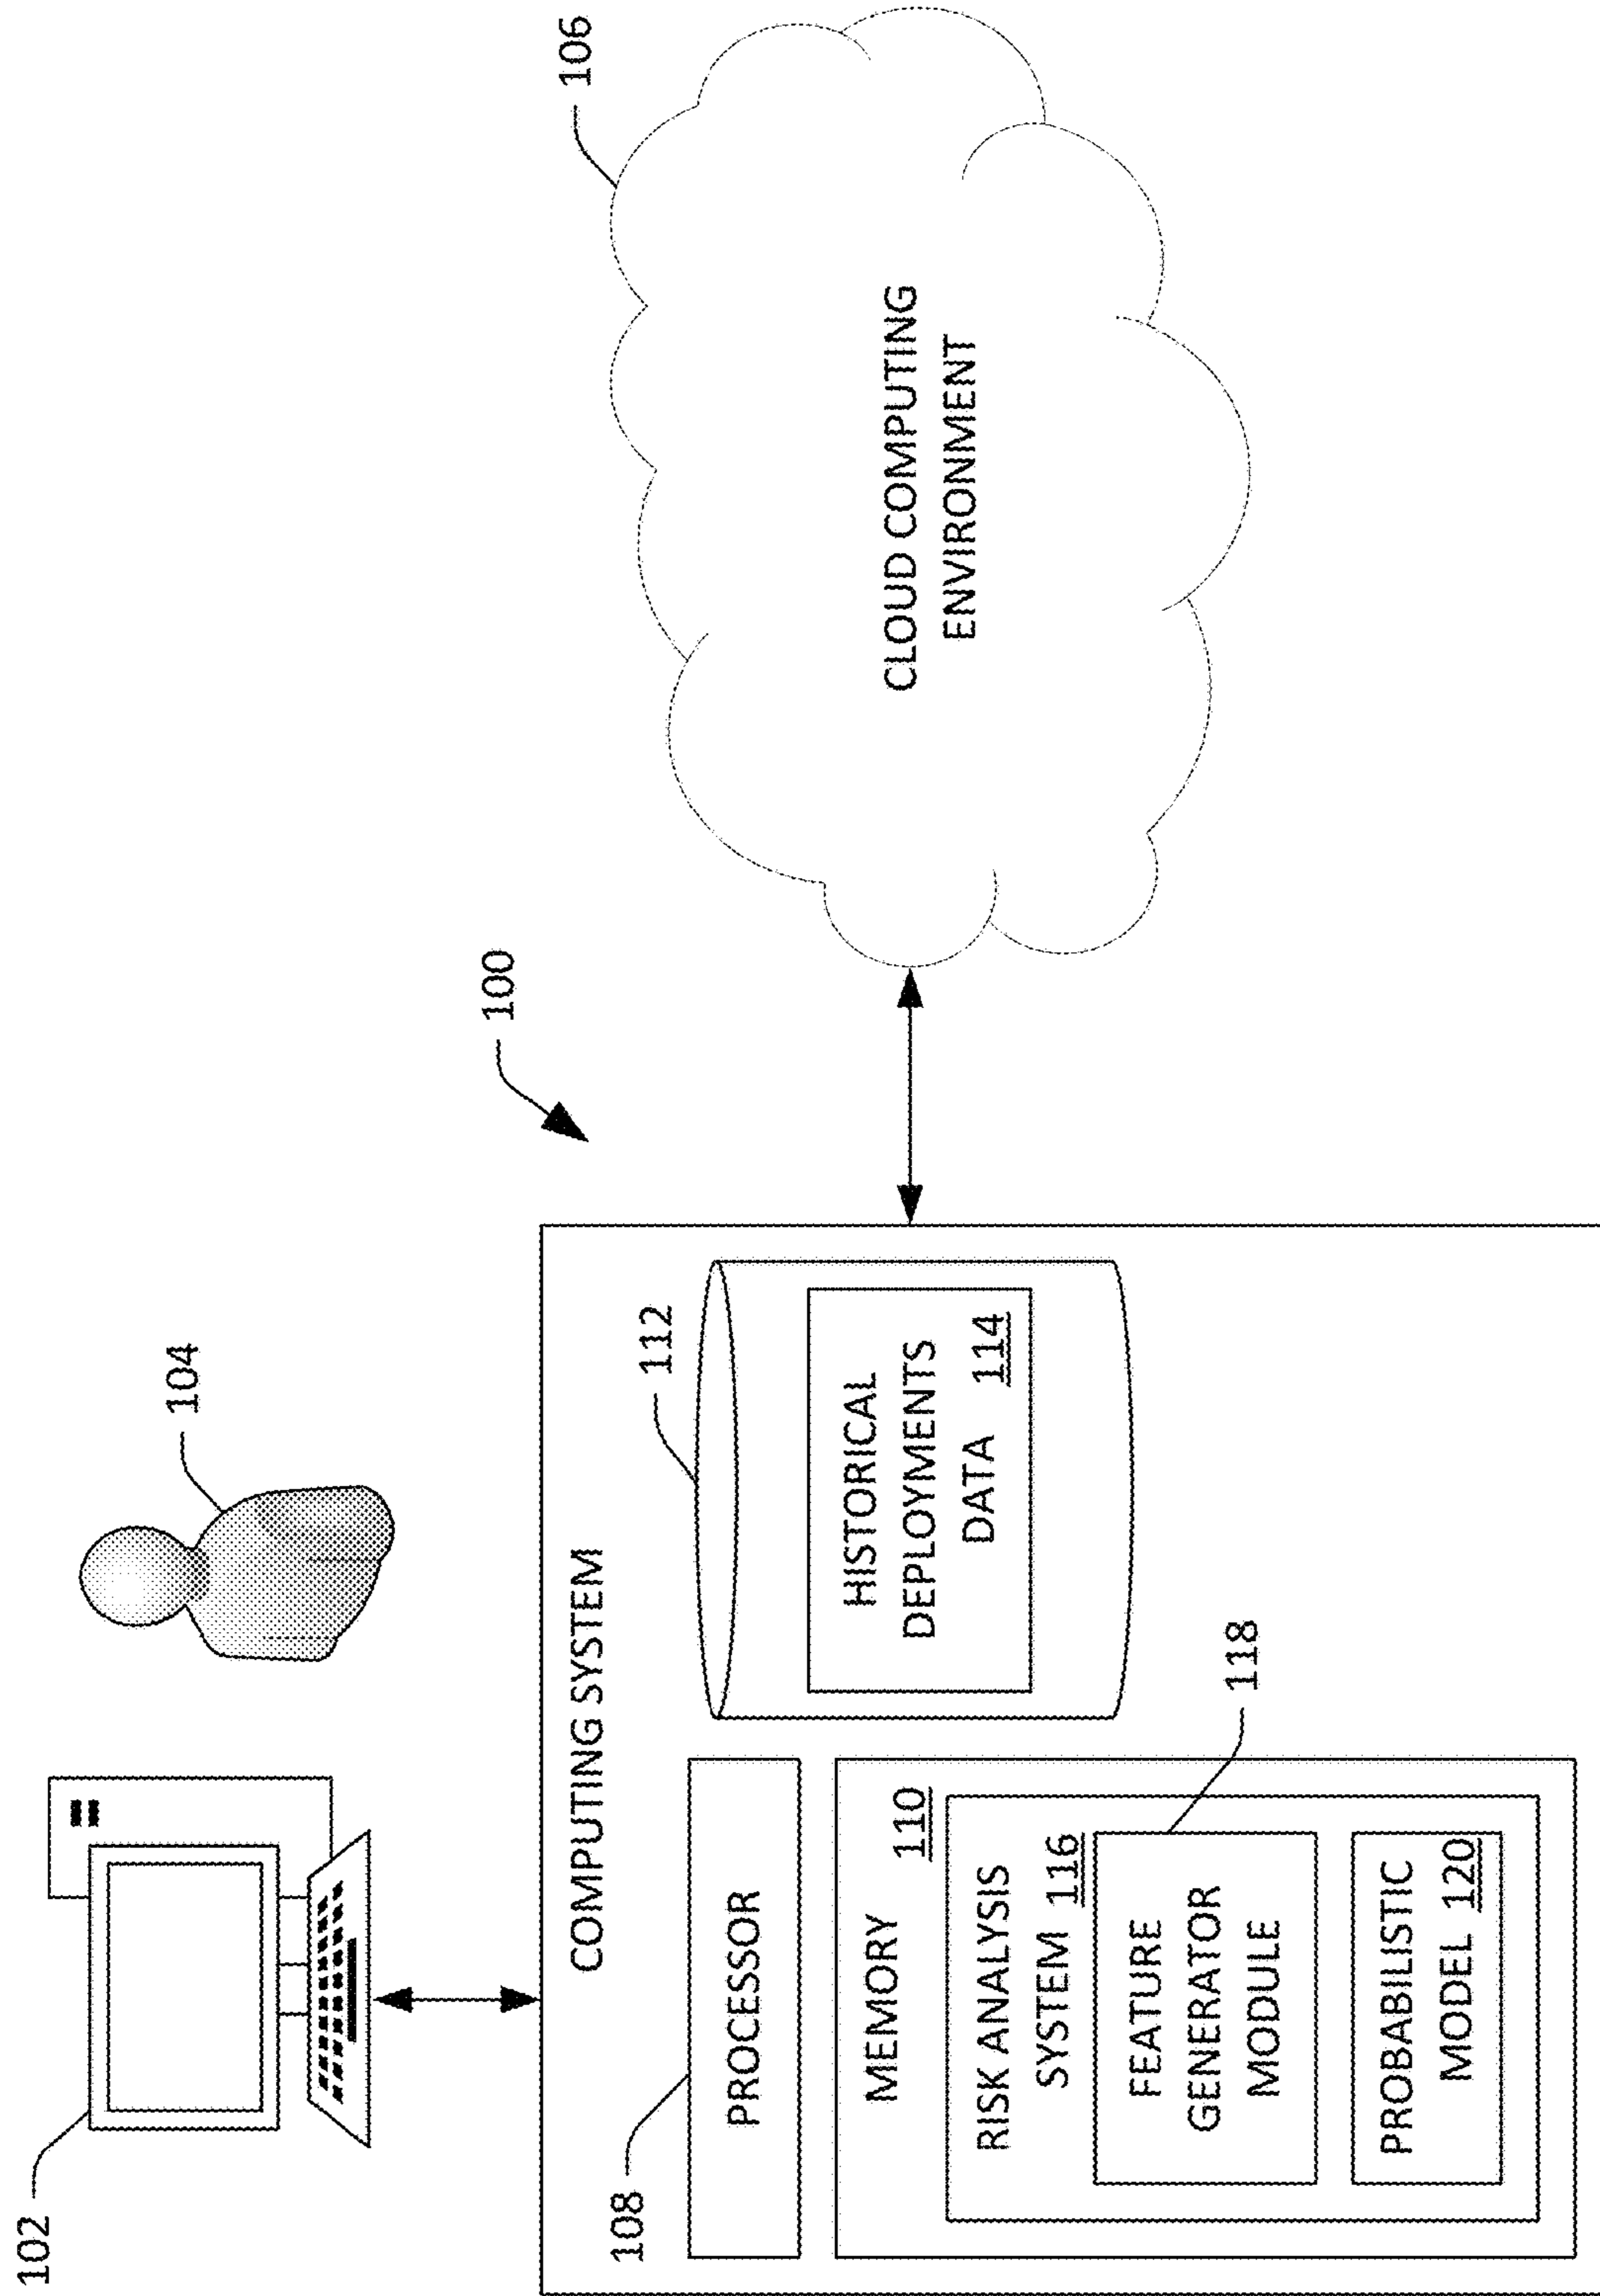 102
104
100
106
COMPUTING SYSTEM
108
PROCESSOR
MEMORY 110
RISK ANALYSIS
SYSTEM 116
FEATURE
GENERATOR
MODULE
118
PROBABILISTIC
MODEL 120
112
HISTORICAL
DEPLOYMENTS
DATA 114
CLOUD COMPUTING
ENVIRONMENT